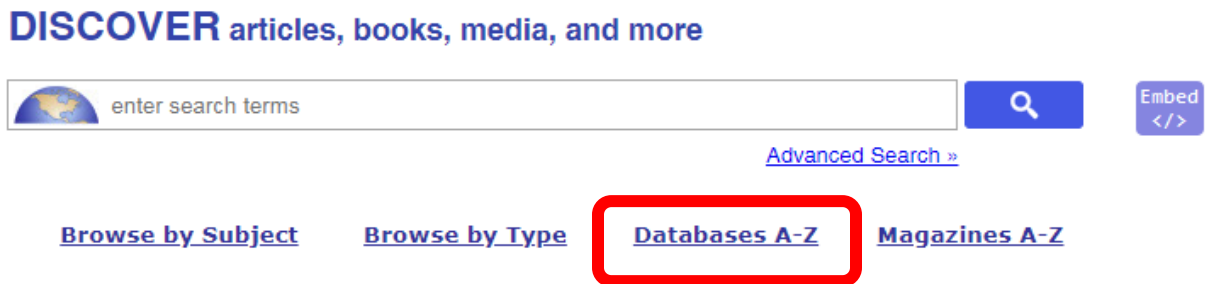 DISCOVER articles, books, media, and more
enter search terms
Embed
</>
Advanced Search »
Browse by Subject Browse by Type Databases A-Z Magazines A-Z